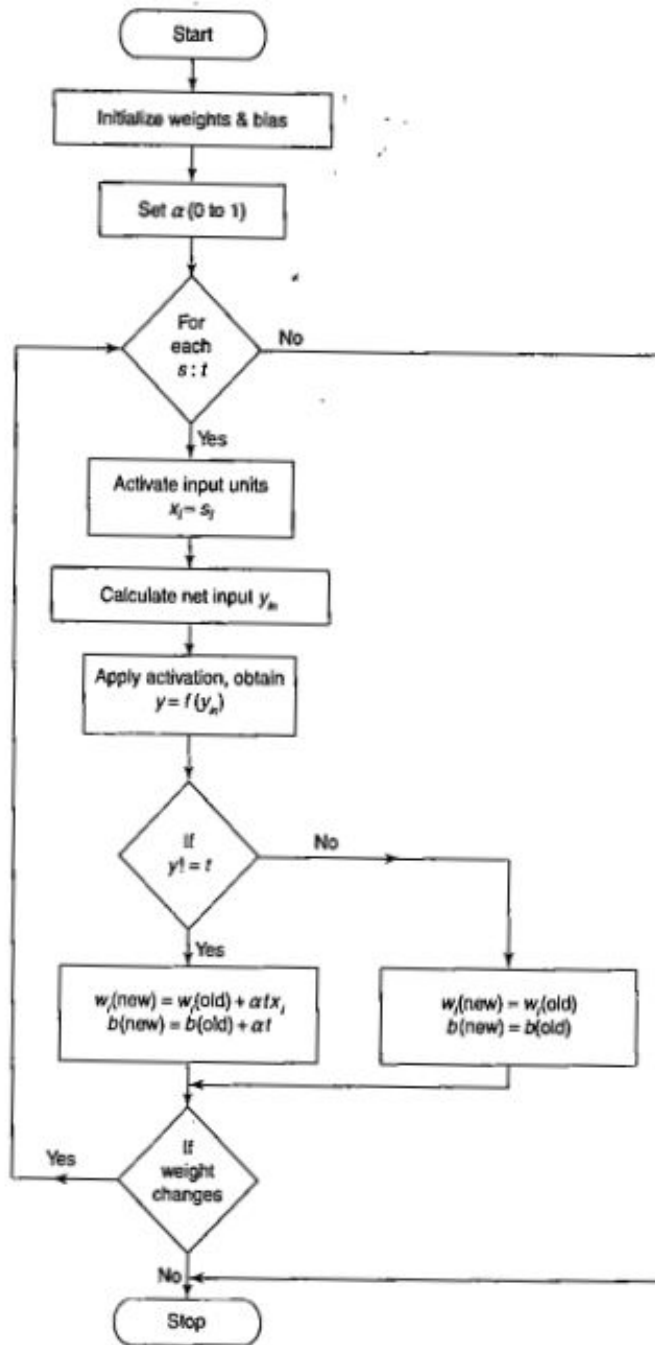 Start
Initialize weights & bias
Set α (0 to 1)
For
each
s : t
No
Yes
Activate input units
xᵢ = sᵢ
Calculate net input yᵢₙ
Apply activation, obtain
y = f (yᵢₙ)
If
y! = t
No
Yes
wᵢ(new) = wᵢ(old) + αtxᵢ
b(new) = b(old) + αt
wᵢ(new) = wᵢ(old)
b(new) = b(old)
If
weight
changes
Yes
No
Stop